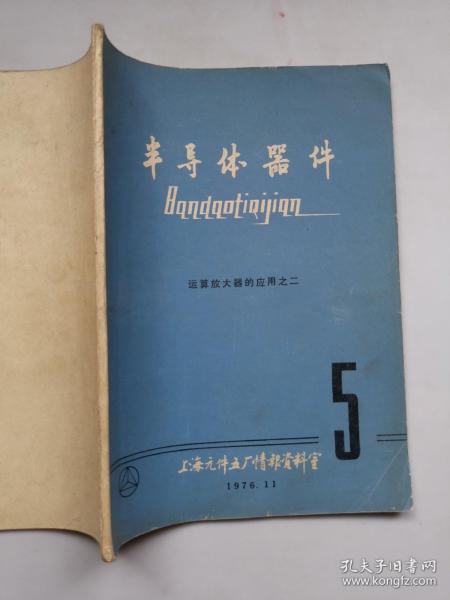 半导体器件
Bandaotiqijian
运算放大器的应用之二
5
上海元件五厂情报资料室
1976.11
孔夫子旧书网
www.kongfz.com